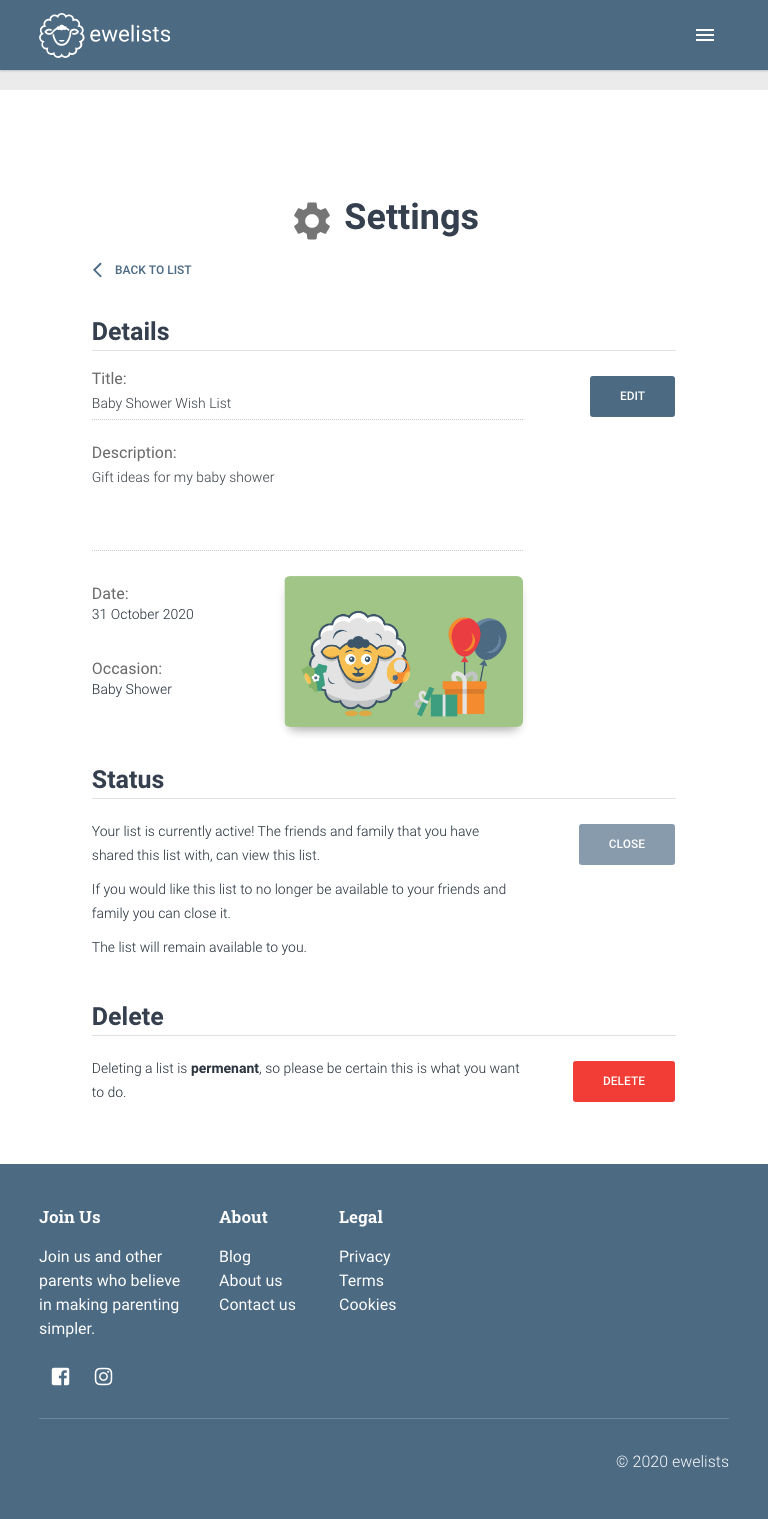 ewelists
Settings
BACK TO LIST
Details
Title:
Baby Shower Wish List
EDIT
Description:
Gift ideas for my baby shower
Date:
31 October 2020
Occasion:
Baby Shower
Status
Your list is currently active! The friends and family that you have
shared this list with, can view this list.
CLOSE
If you would like this list to no longer be available to your friends and
family you can close it.
The list will remain available to you.
Delete
Deleting a list is permenant, so please be certain this is what you want
to do.
DELETE
Join Us
Join us and other
parents who believe
in making parenting
simpler.
About
Blog
About us
Contact us
Legal
Privacy
Terms
Cookies
© 2020 ewelists